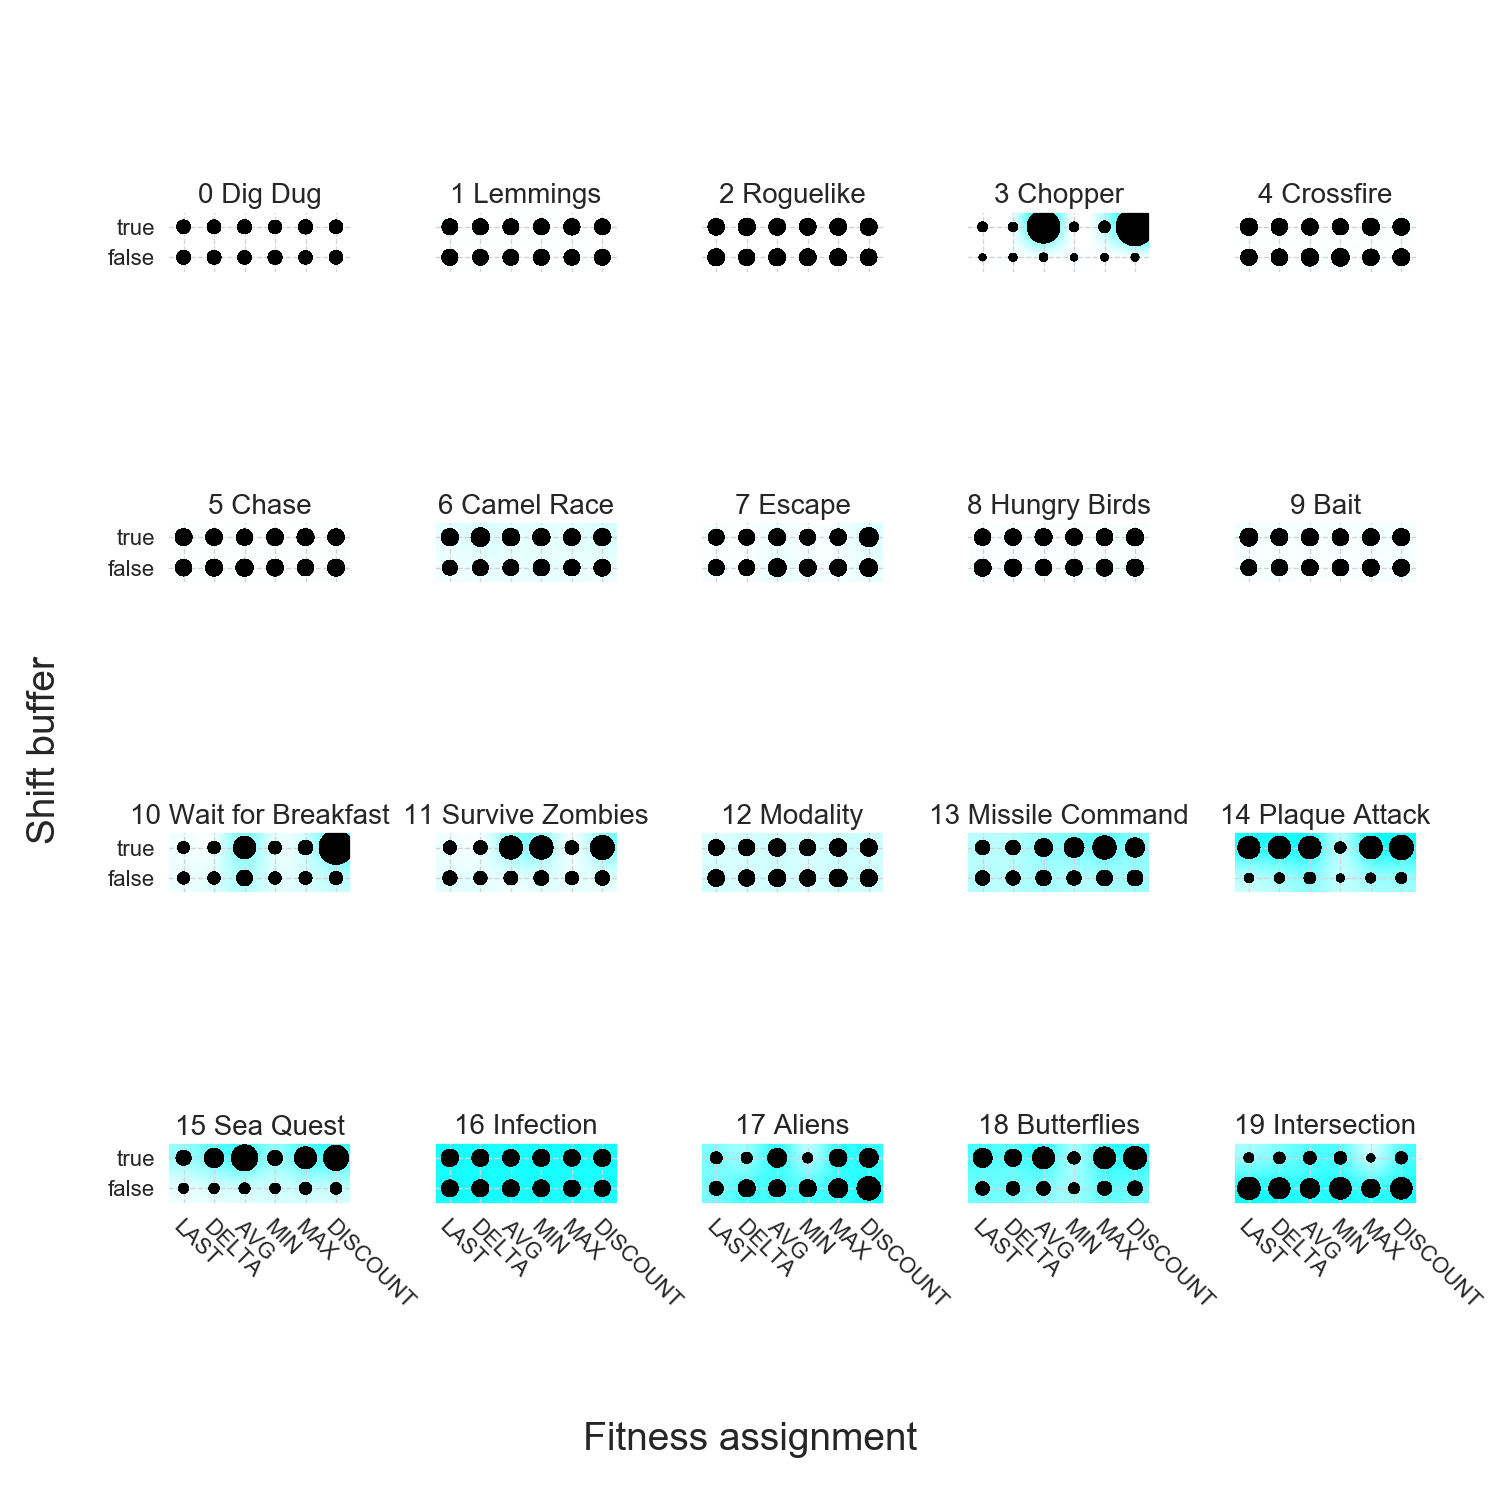 0 Dig Dug
1 Lemmings
2 Roguelike
3 Chopper
4 Crossfire
true
false
5 Chase
6 Camel Race
7 Escape
8 Hungry Birds
9 Bait
true
false
Shift buffer
10 Wait for Breakfast
11 Survive Zombies
12 Modality
13 Missile Command
14 Plaque Attack
true
false
15 Sea Quest
16 Infection
17 Aliens
18 Butterflies
19 Intersection
true
false
LAST
DELTA
AVG
MIN
MAX
DISCOUNT
LAST
DELTA
AVG
MIN
MAX
DISCOUNT
LAST
DELTA
AVG
MIN
MAX
DISCOUNT
LAST
DELTA
AVG
MIN
MAX
DISCOUNT
LAST
DELTA
AVG
MIN
MAX
DISCOUNT
Fitness assignment